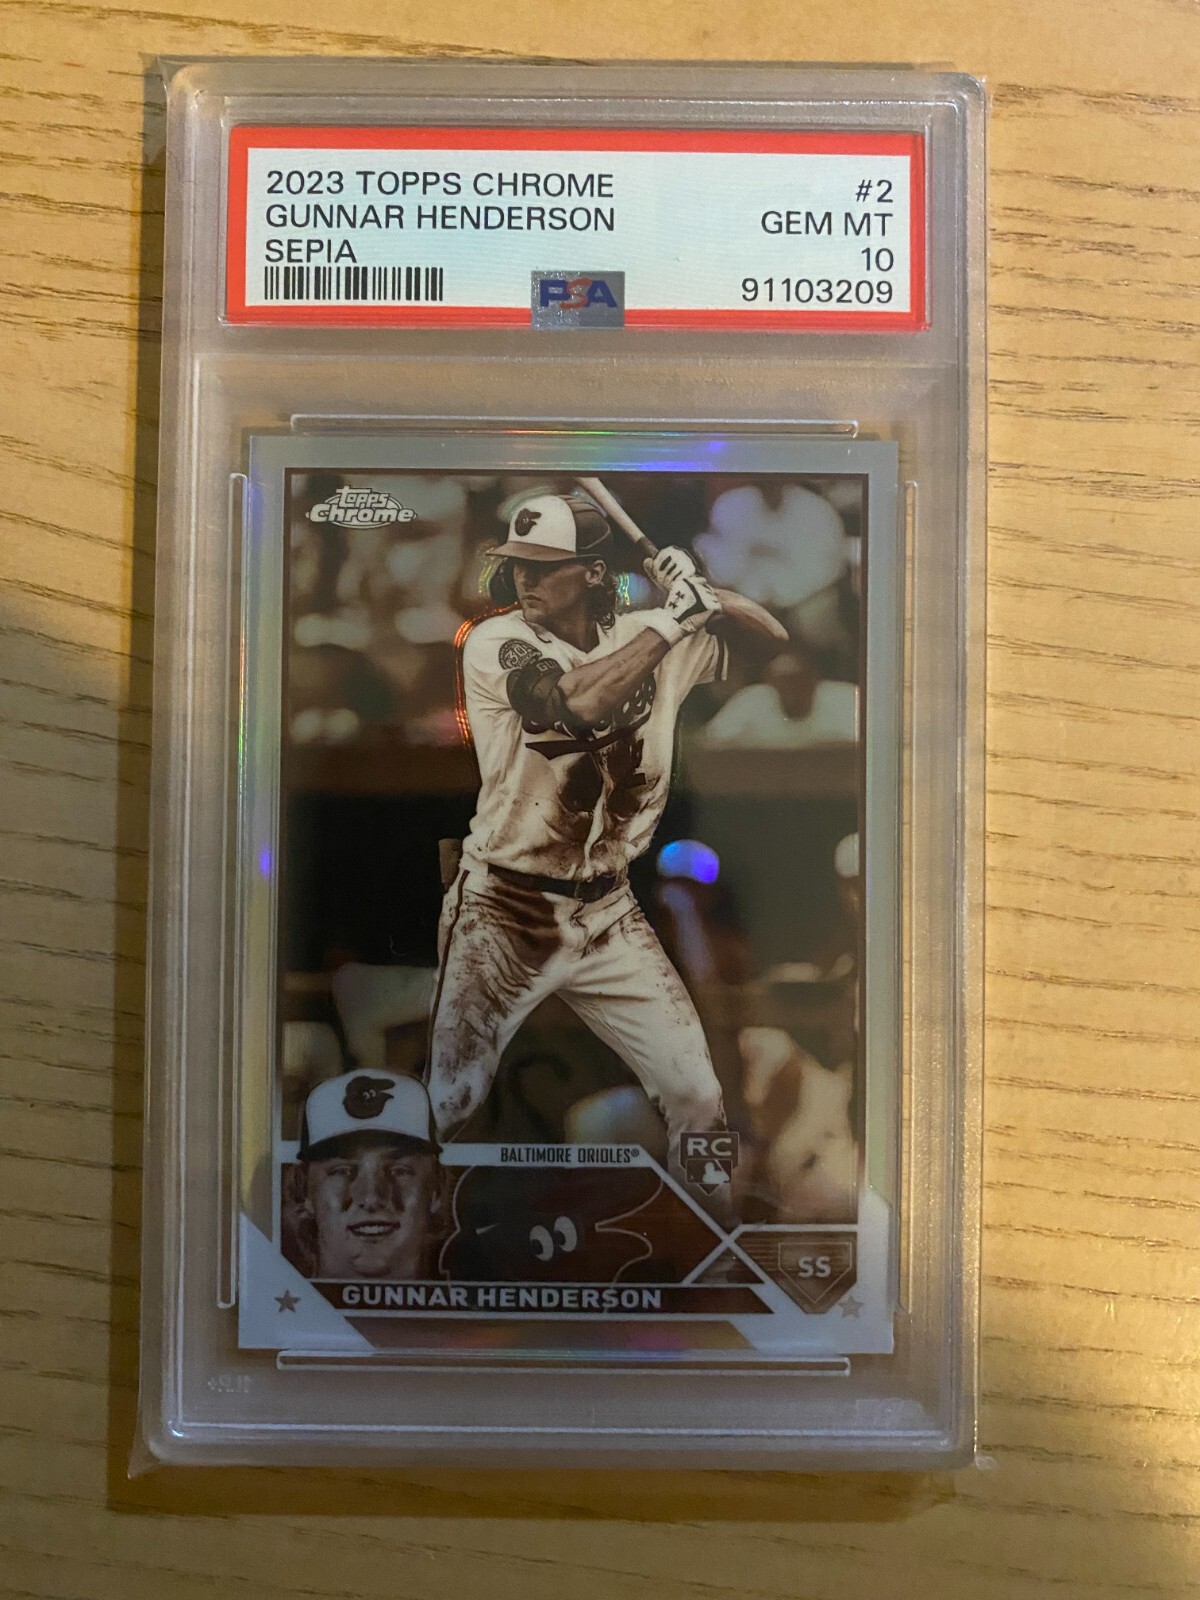 2023 TOPPS CHROME #2
GUNNAR HENDERSON GEM MT
SEPIA 10
91103209
PSA
topps
Chrome
BALTIMORE ORIOLES®
RC
SS
GUNNAR HENDERSON